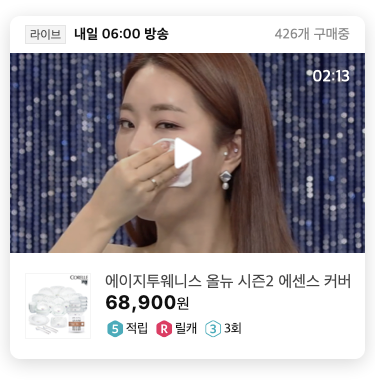 라이브 내일 06:00 방송 426개 구매중
02:13
CORELLE
에이지투웨니스 올뉴 시즌2 에센스 커버
68,900원
5 적립 R 릴캐 3 3회